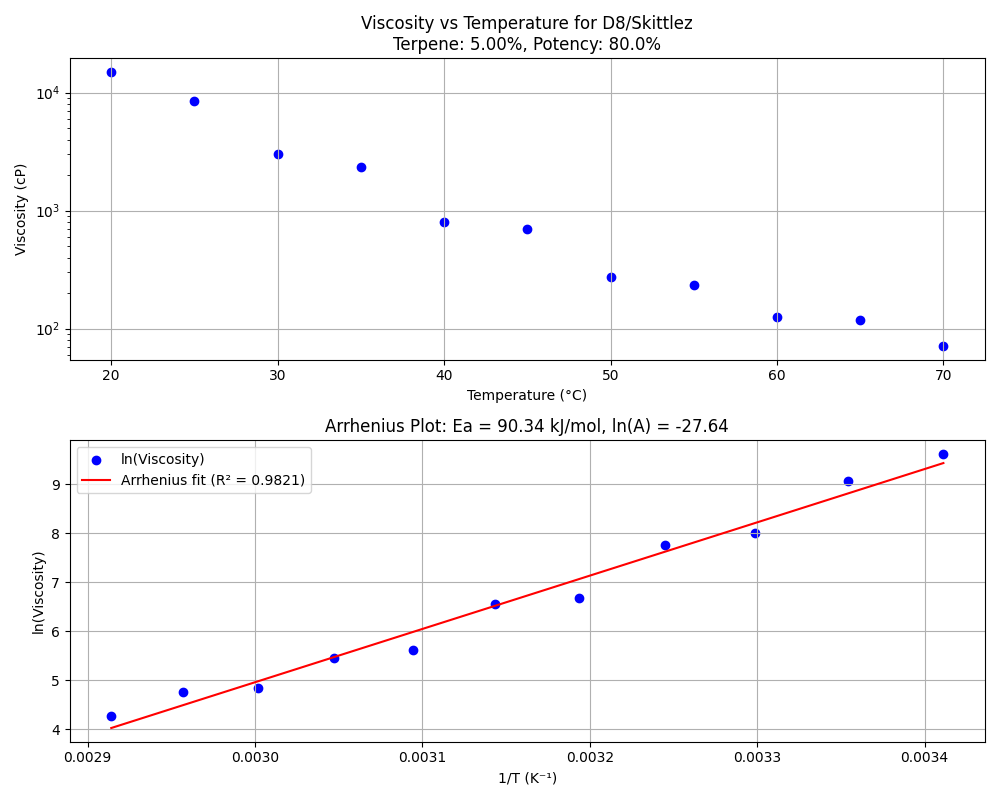 Viscosity vs Temperature for D8/Skittlez
Terpene: 5.00%, Potency: 80.0%
Viscosity (cP)
10⁴
10³
10²
20 30 40 50 60 70
Temperature (°C)
Arrhenius Plot: Ea = 90.34 kJ/mol, ln(A) = -27.64
ln(Viscosity)
Arrhenius fit (R² = 0.9821)
ln(Viscosity)
9
8
7
6
5
4
0.0029 0.0030 0.0031 0.0032 0.0033 0.0034
1/T (K⁻¹)